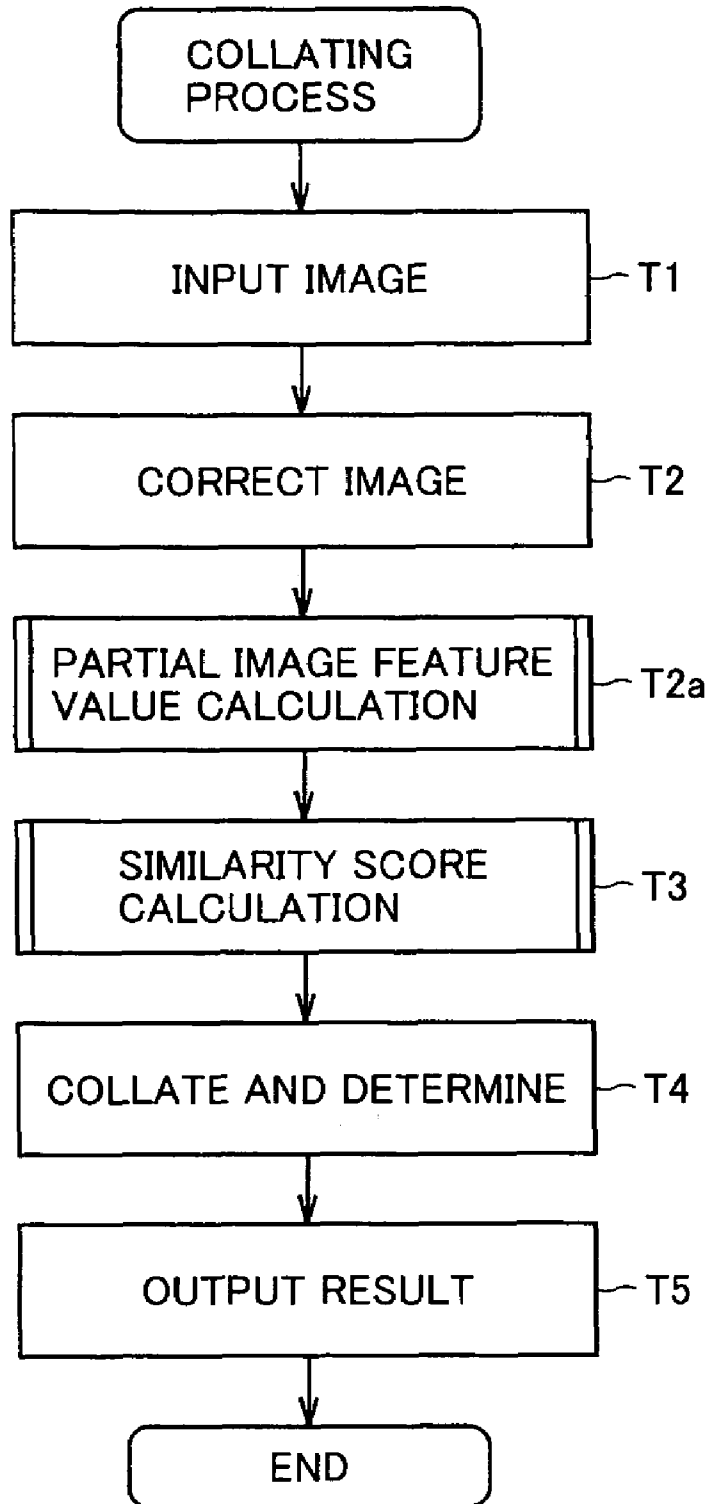 COLLATING
PROCESS
INPUT IMAGE
T1
CORRECT IMAGE
T2
PARTIAL IMAGE FEATURE
VALUE CALCULATION
T2a
SIMILARITY SCORE
CALCULATION
T3
COLLATE AND DETERMINE
T4
OUTPUT RESULT
T5
END